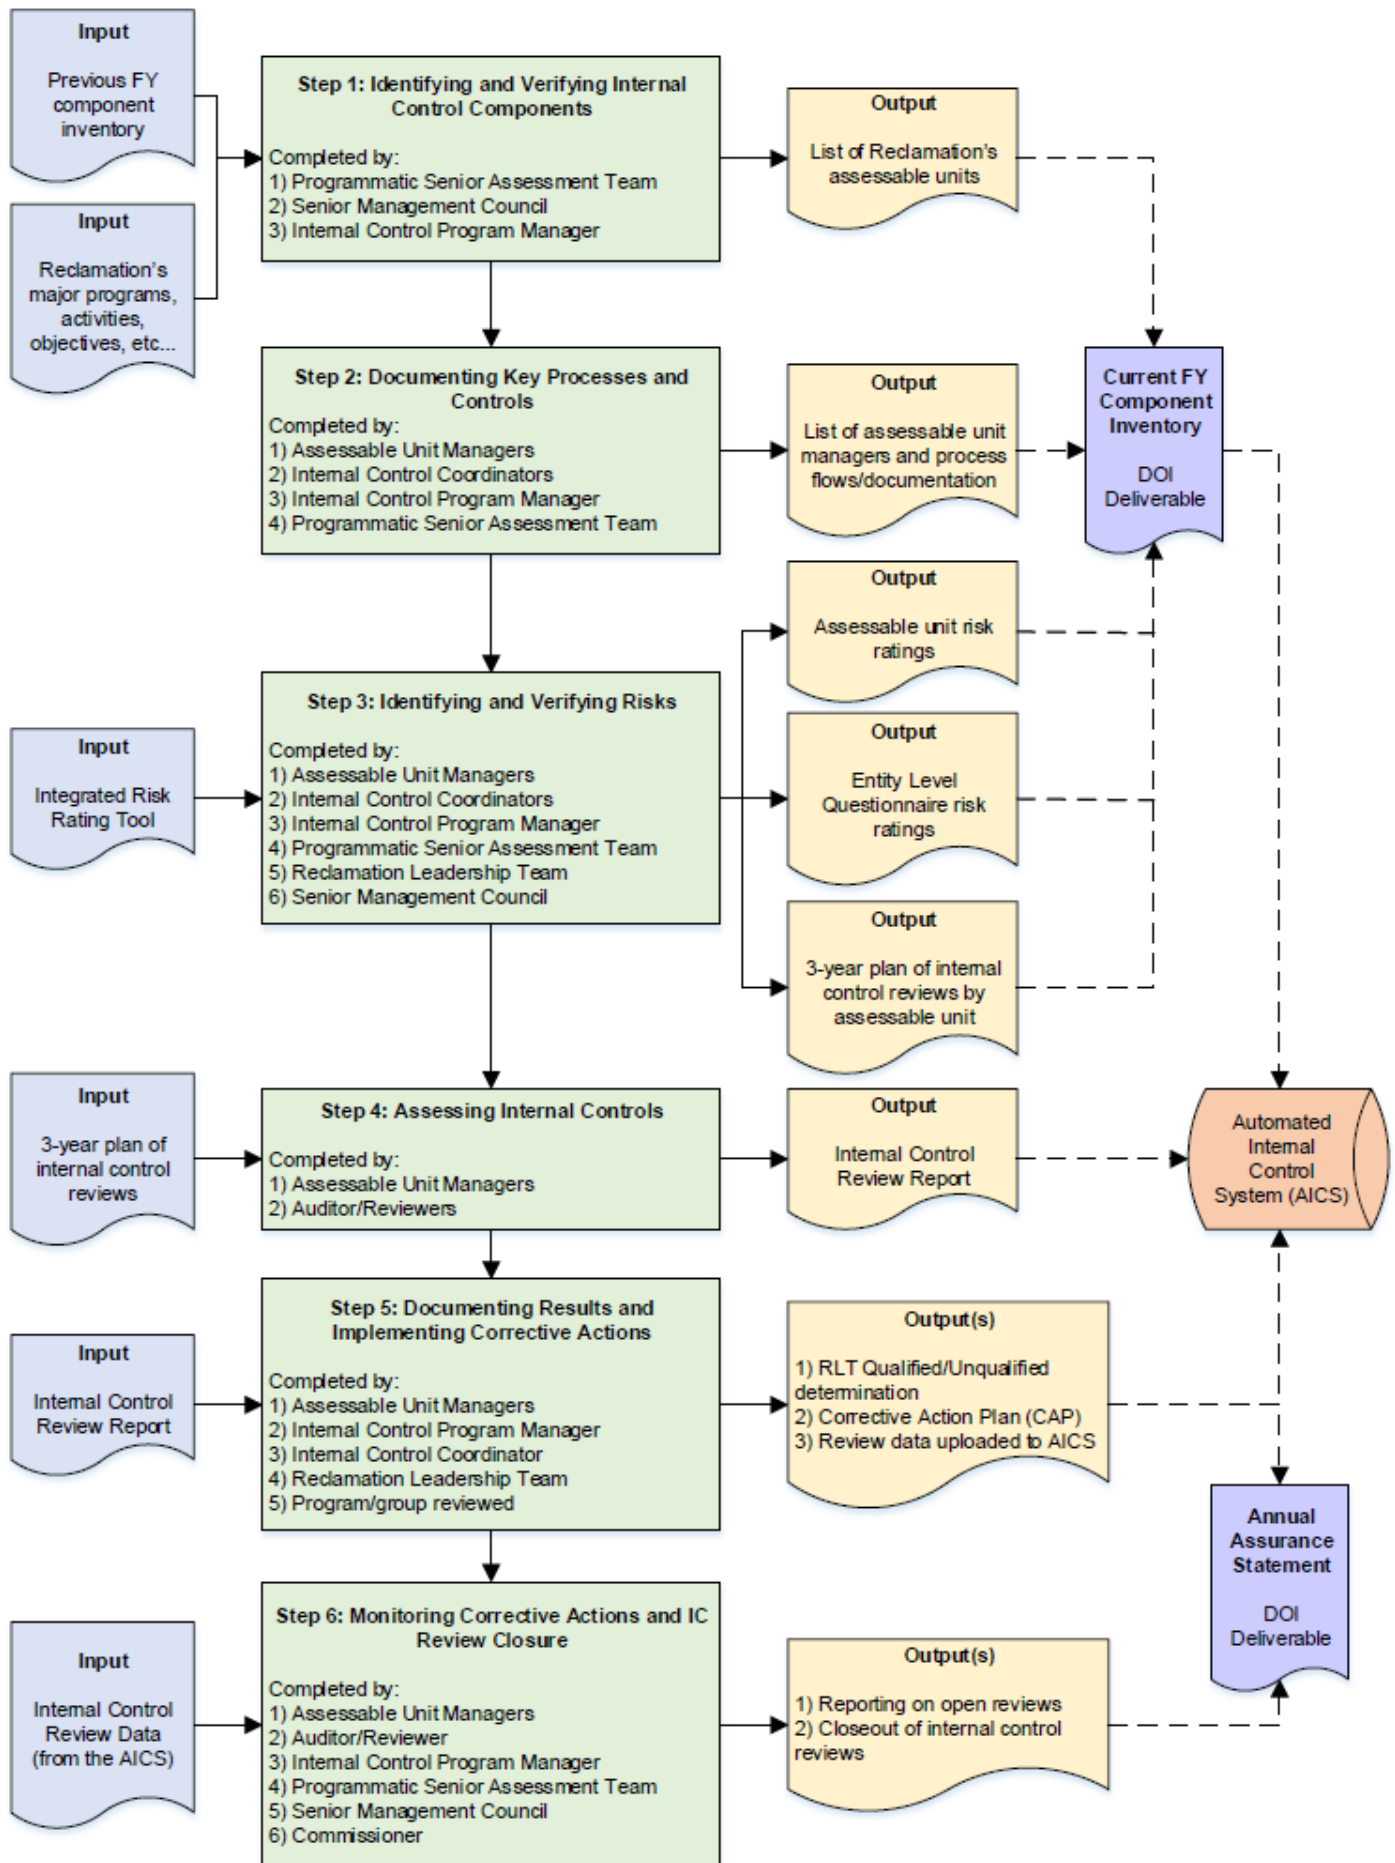 Input
Previous FY
component
inventory
Input
Reclamation's
major programs,
activities,
objectives, etc...
Step 1: Identifying and Verifying Internal
Control Components
Completed by:
1) Programmatic Senior Assessment Team
2) Senior Management Council
3) Internal Control Program Manager
Output
List of Reclamation's
assessable units
Step 2: Documenting Key Processes and
Controls
Completed by:
1) Assessable Unit Managers
2) Internal Control Coordinators
3) Internal Control Program Manager
4) Programmatic Senior Assessment Team
Output
List of assessable unit
managers and process
flows/documentation
Current FY
Component
Inventory
DOI
Deliverable
Output
Assessable unit risk
ratings
Input
Integrated Risk
Rating Tool
Step 3: Identifying and Verifying Risks
Completed by:
1) Assessable Unit Managers
2) Internal Control Coordinators
3) Internal Control Program Manager
4) Programmatic Senior Assessment Team
5) Reclamation Leadership Team
6) Senior Management Council
Output
Entity Level
Questionnaire risk
ratings
Output
3-year plan of internal
control reviews by
assessable unit
Input
3-year plan of
internal control
reviews
Step 4: Assessing Internal Controls
Completed by:
1) Assessable Unit Managers
2) Auditor/Reviewers
Output
Internal Control
Review Report
Automated
Internal
Control
System (AICS)
Input
Internal Control
Review Report
Step 5: Documenting Results and
Implementing Corrective Actions
Completed by:
1) Assessable Unit Managers
2) Internal Control Program Manager
3) Internal Control Coordinator
4) Reclamation Leadership Team
5) Program/group reviewed
Output(s)
1) RLT Qualified/Unqualified
determination
2) Corrective Action Plan (CAP)
3) Review data uploaded to AICS
Annual
Assurance
Statement
DOI
Deliverable
Input
Internal Control
Review Data
(from the AICS)
Step 6: Monitoring Corrective Actions and IC
Review Closure
Completed by:
1) Assessable Unit Managers
2) Auditor/Reviewer
3) Internal Control Program Manager
4) Programmatic Senior Assessment Team
5) Senior Management Council
6) Commissioner
Output(s)
1) Reporting on open reviews
2) Closeout of internal control
reviews